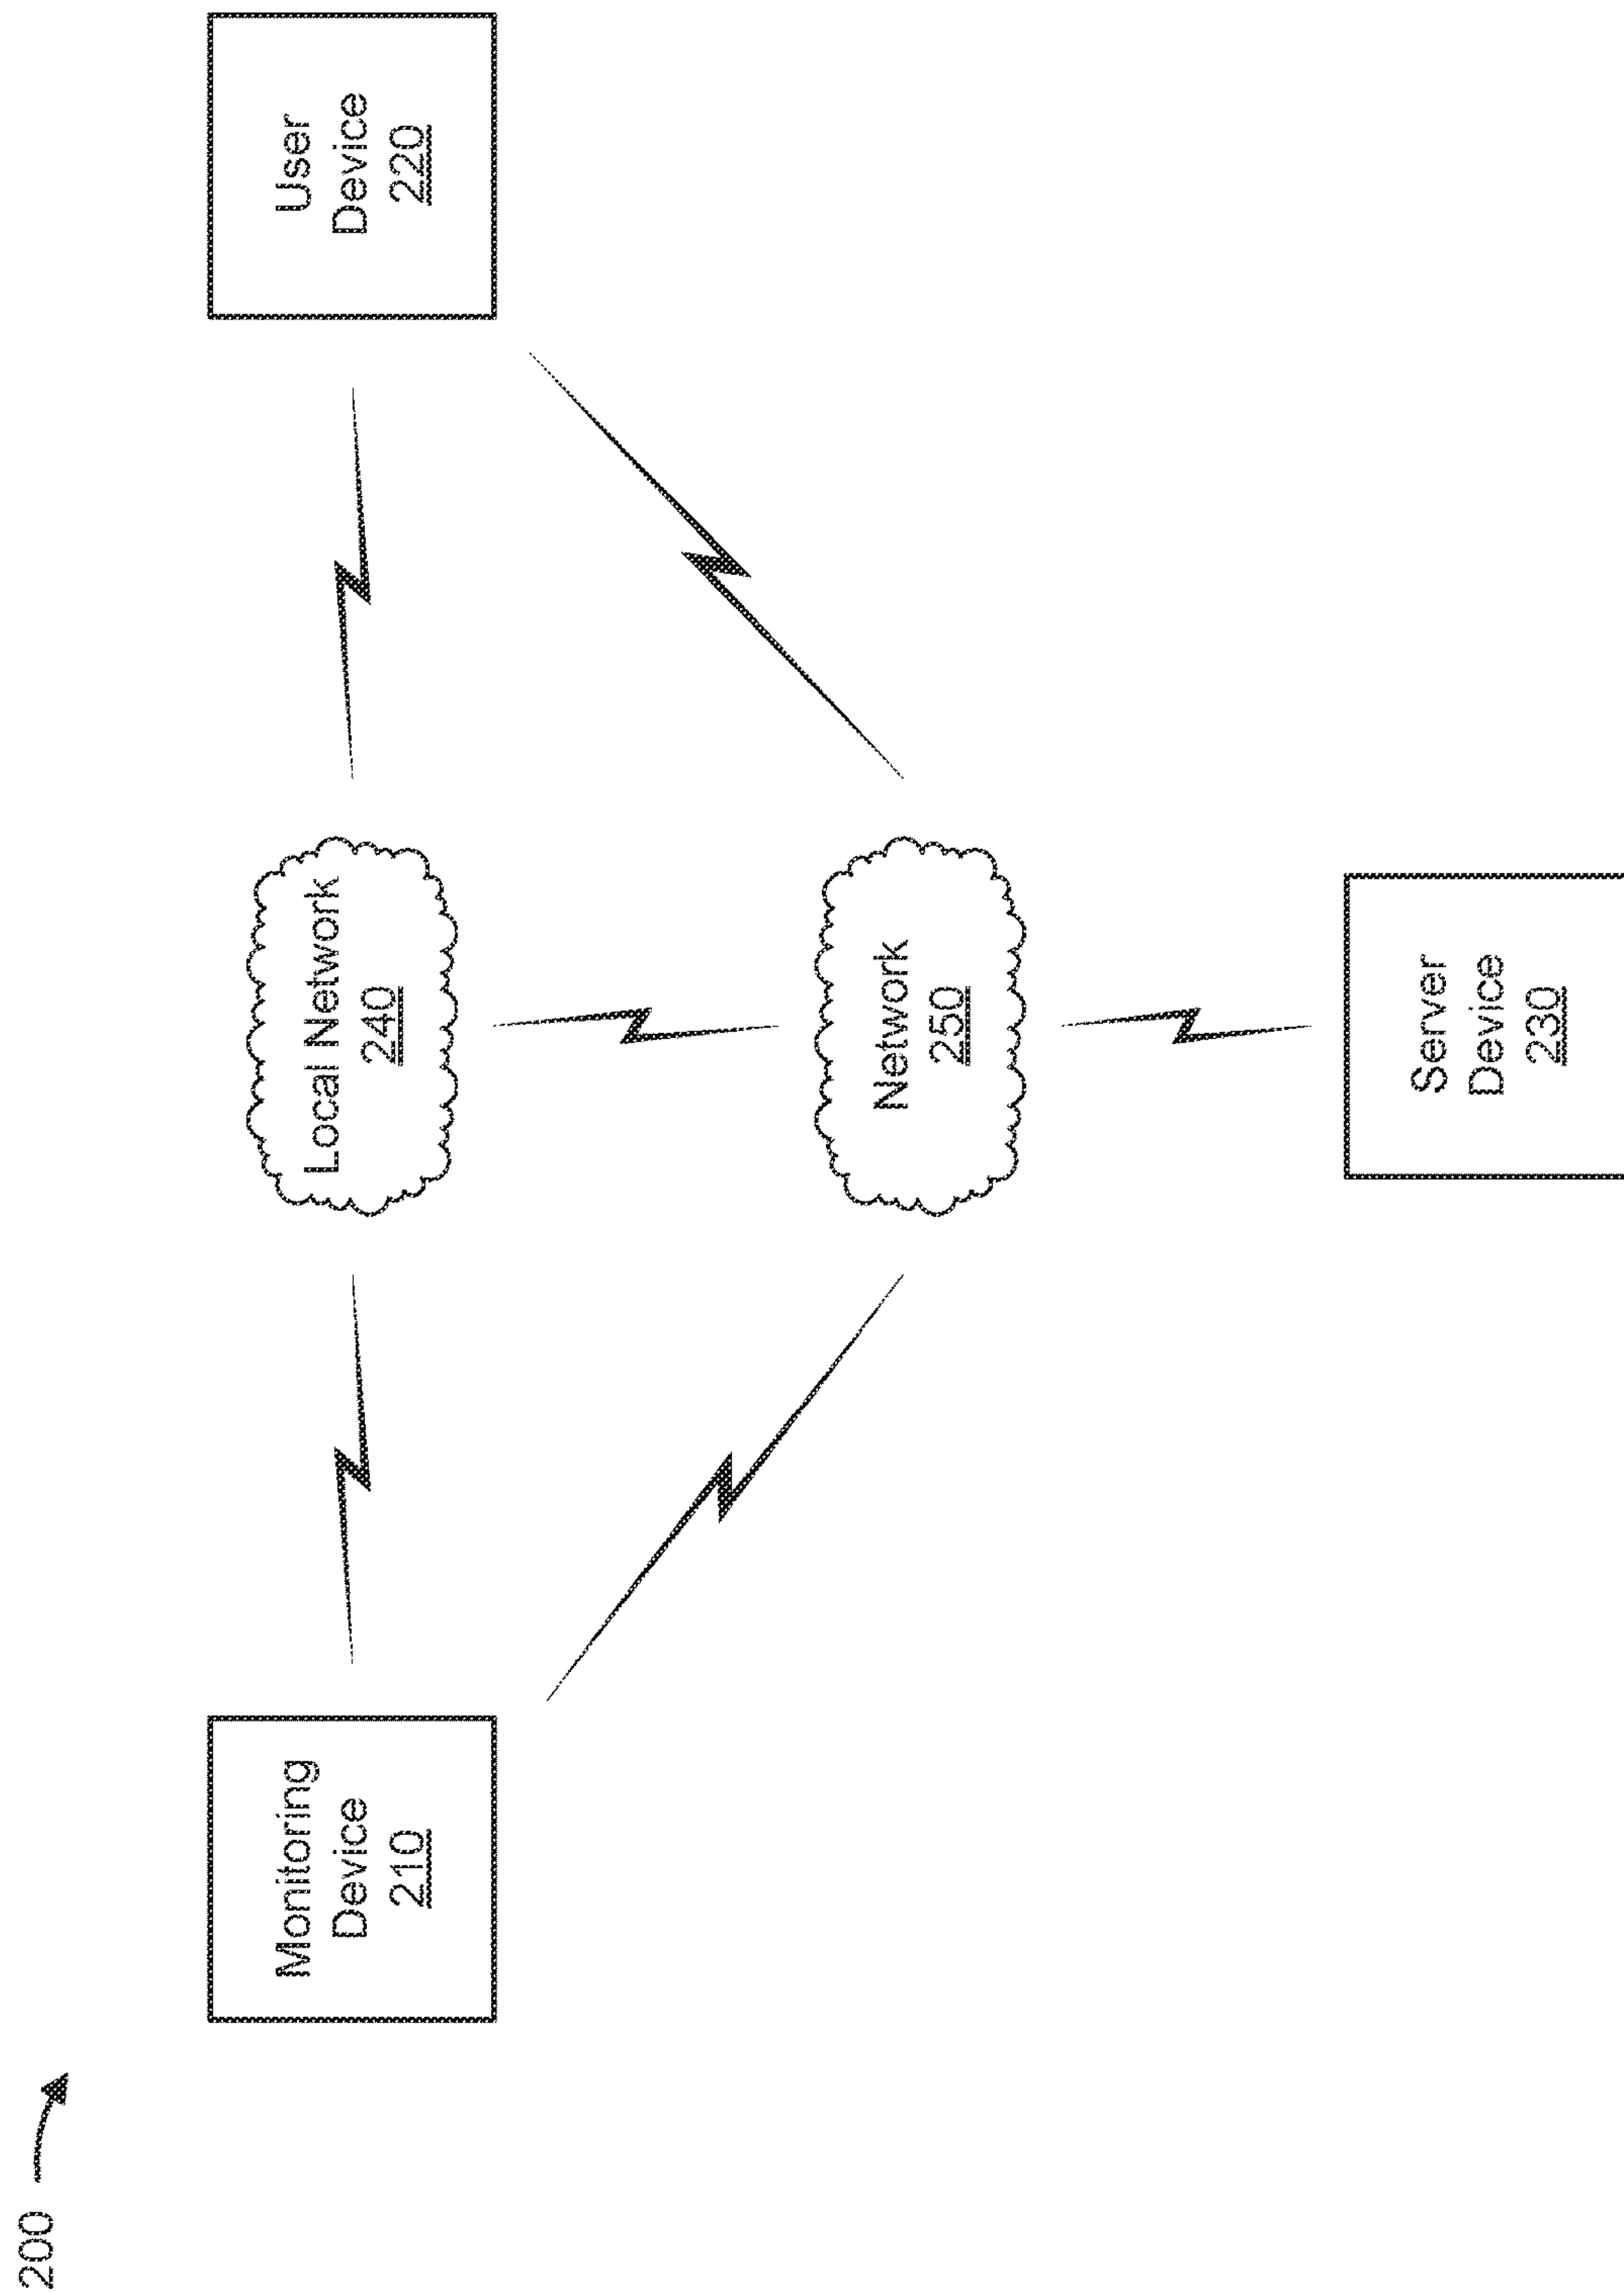 200
Monitoring
Device
210
Local Network
240
User
Device
220
Network
250
Server
Device
230